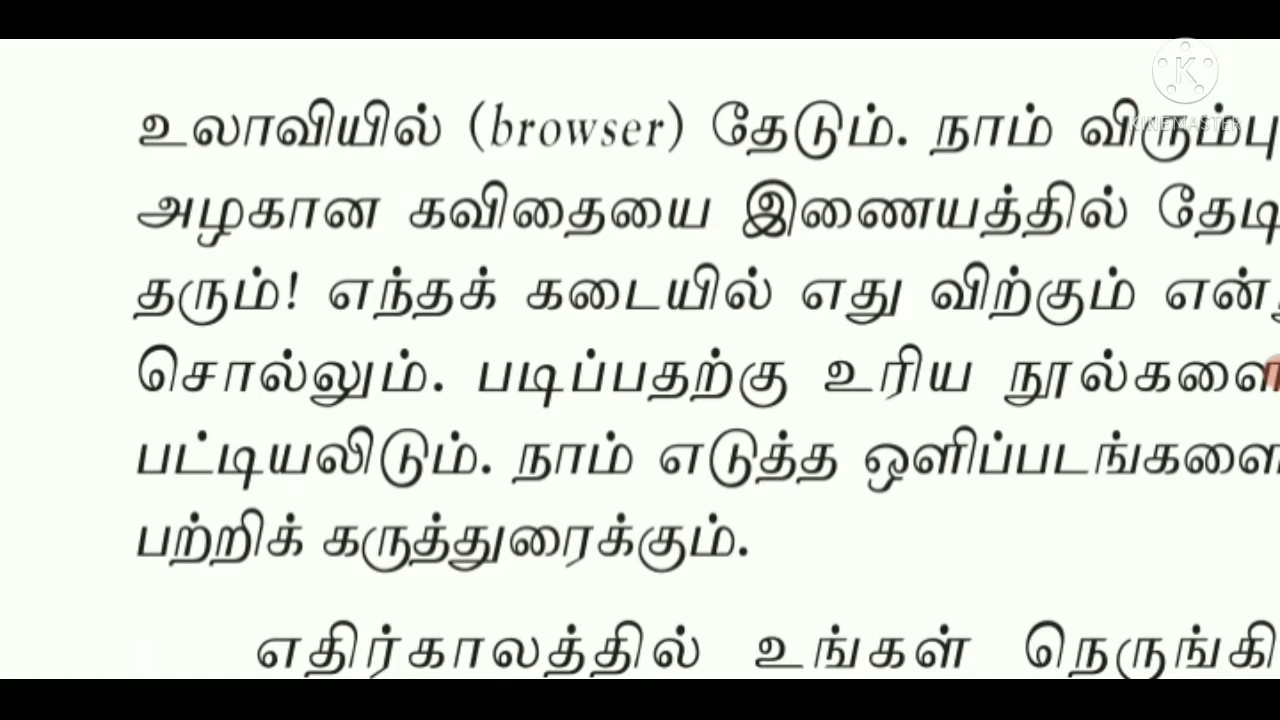 KINEMASTER
உலாவியில் (browser) தேடும். நாம் விரும்பு
அழகான கவிதையை இணையத்தில் தேடி
தரும்! எந்தக் கடையில் எது விற்கும்
சொல்லும். படிப்பதற்கு உரிய நூல்களை
பட்டியலிடும். நாம் எடுத்த ஒளிப்படங்களை
பற்றிக் கருத்துரைக்கும்.
எதிர்காலத்தில் உங்கள் நெருங்கி